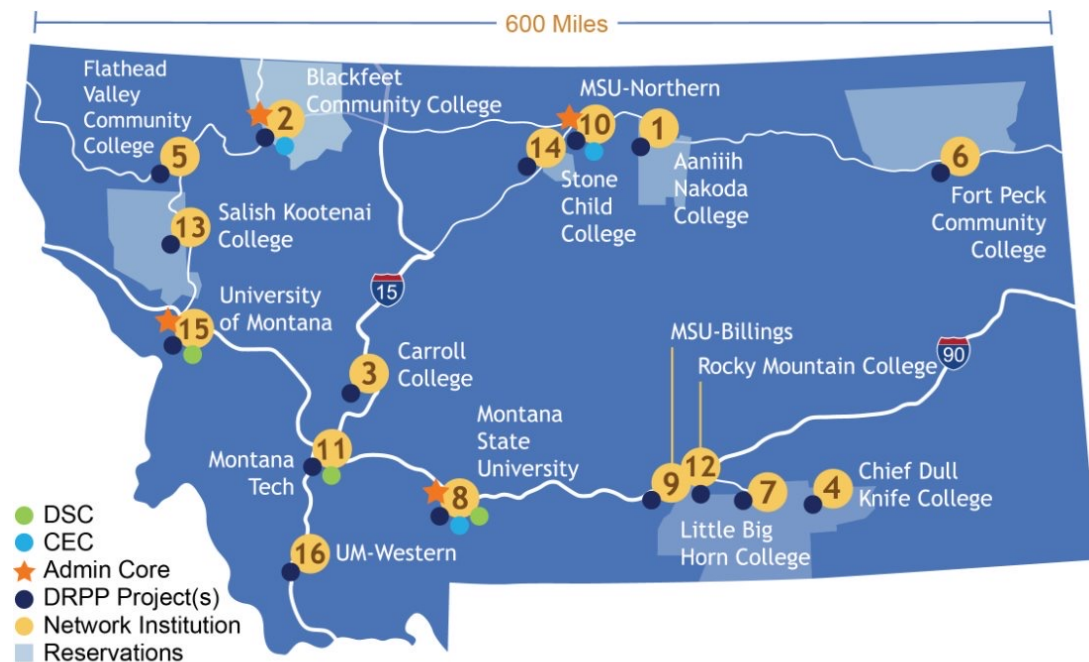 600 Miles
Flathead
Valley
Community
College
5
2
Blackfeet
Community College
MSU-Northern
10
14
Stone
Child
College
1
Aaniiih
Nakoda
College
6
Fort Peck
Community
College
13
Salish Kootenai
College
15
University
of Montana
15
3
Carroll
College
MSU-Billings
Rocky Mountain College
90
11
Montana
Tech
8
Montana
State
University
9
12
7
Little Big
Horn College
4
Chief Dull
Knife College
16
UM-Western
DSC
CEC
Admin Core
DRPP Project(s)
Network Institution
Reservations